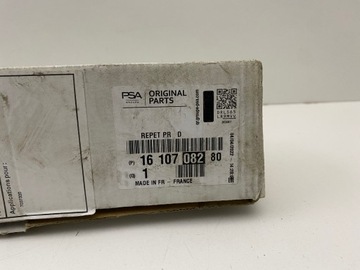 PSA
ORIGINAL
PARTS
REPET PR D
(P) 16 107 082 80
(Q) 1
MADE IN FR - FRANCE
Applications pour :